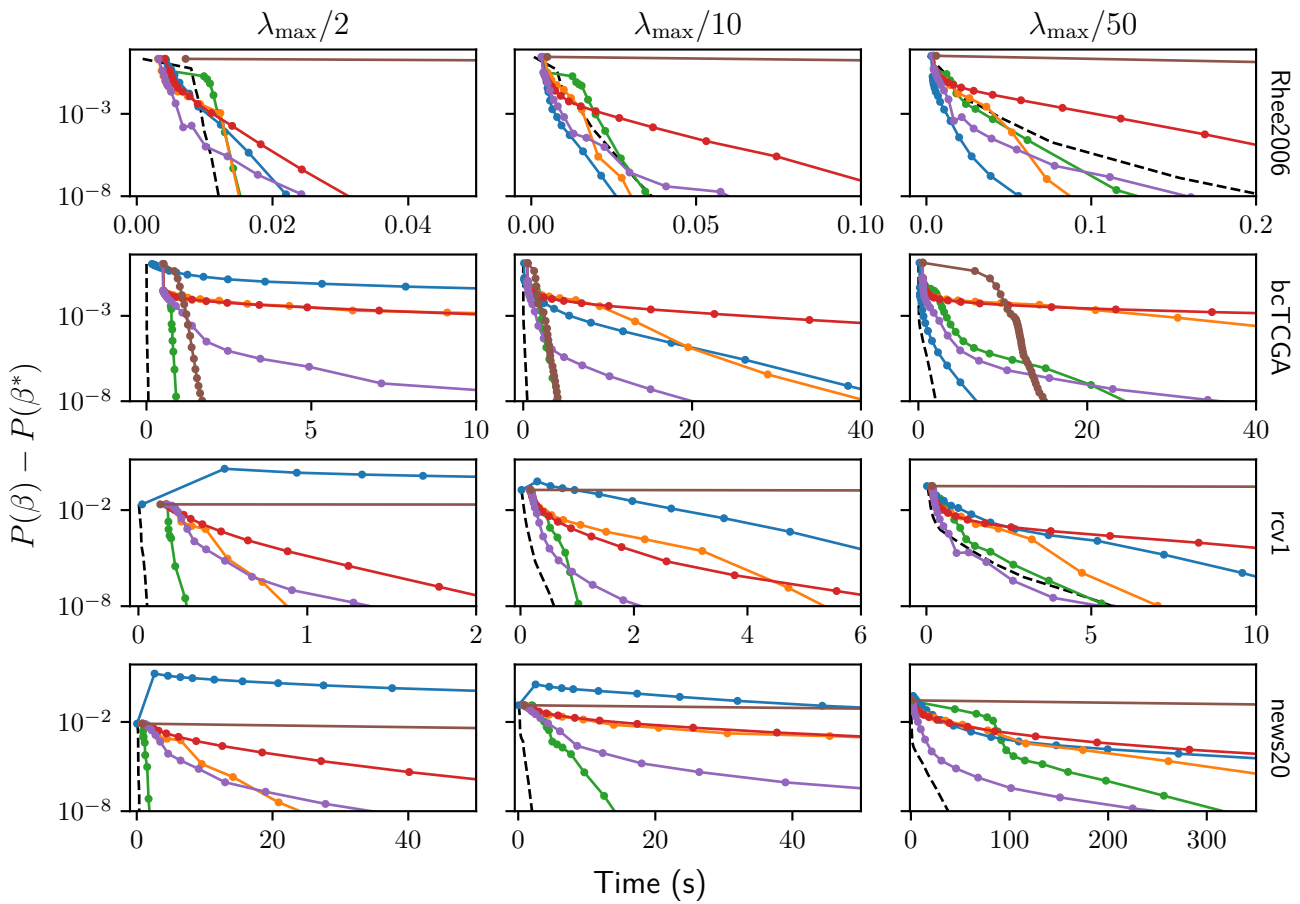 λmax/2 λmax/10 λmax/50
10⁻³
10⁻⁸
0.00 0.02 0.04
0.00 0.05 0.10
0.0 0.1 0.2
Rhee2006
10⁻³
10⁻⁸
0 5 10
0 20 40
0 20 40
bcTCGA
P(β) − P(β*)
10⁻²
10⁻⁸
0 1 2
0 2 4 6
0 5 10
rcv1
10⁻²
10⁻⁸
0 20 40
0 20 40
0 100 200 300
news20
Time (s)